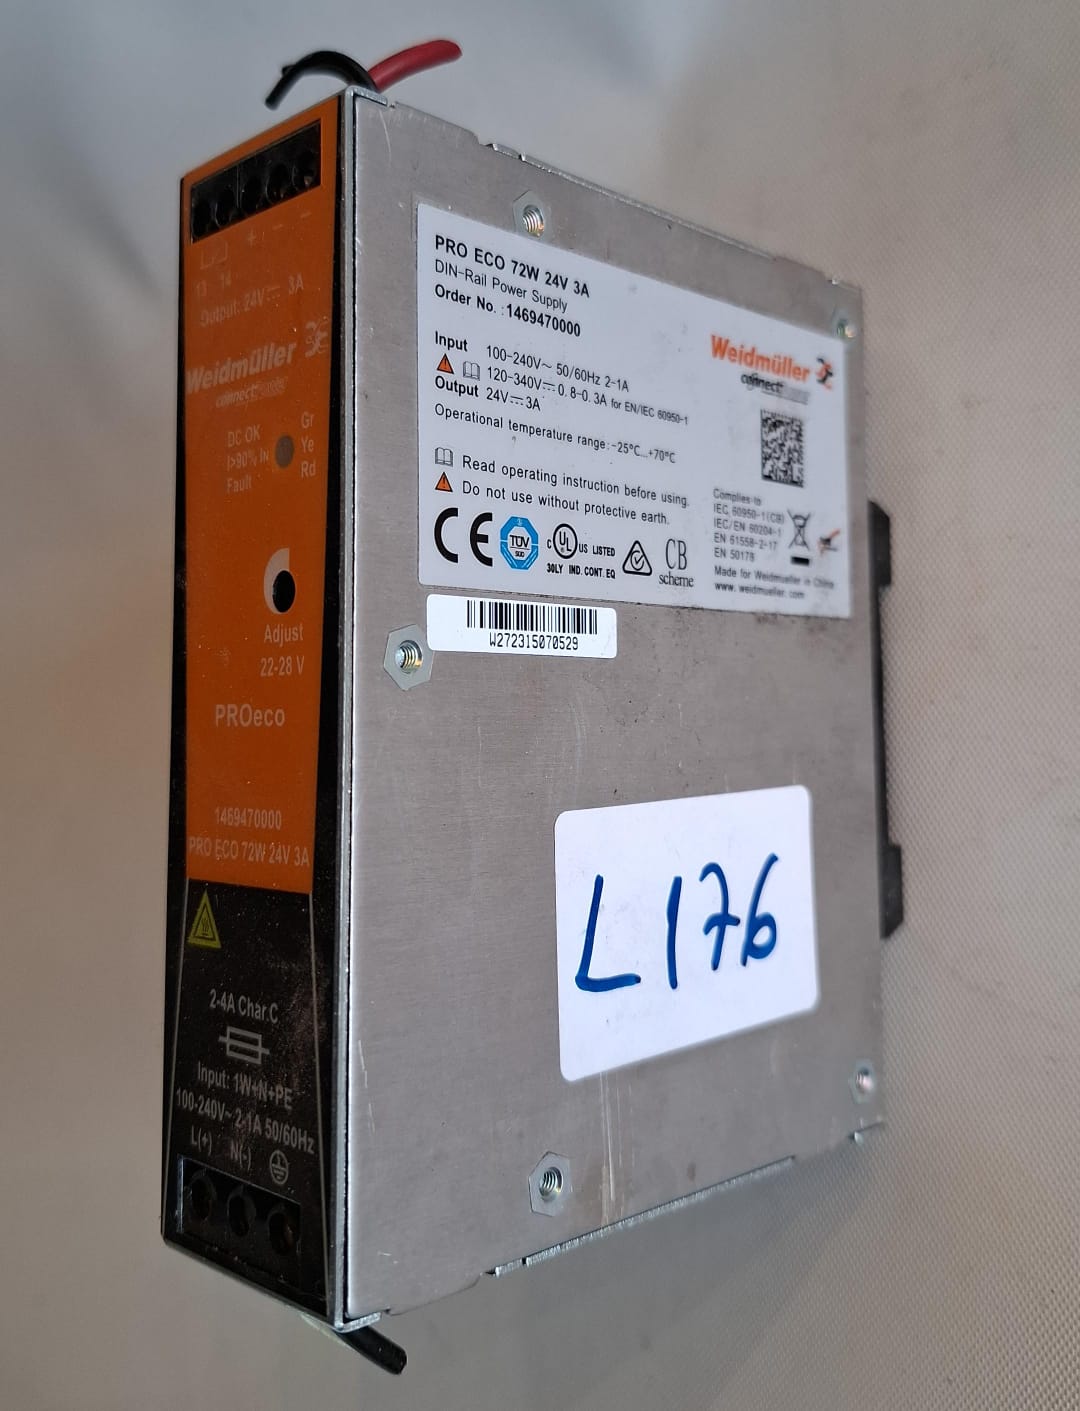 13 14
+ −
Output: 24V⎓ 3A
Weidmüller
DC OK
I>90% IN
Fault
Gr
Ye
Rd
Adjust
22-28 V
PROeco
1469470000
PRO ECO 72W 24V 3A
2-4A Char.C
Input: 1W+N+PE
100-240V~ 2-1A 50/60Hz
L(+) N(-)
PRO ECO 72W 24V 3A
DIN-Rail Power Supply
Order No. :1469470000
Input 100-240V~ 50/60Hz 2-1A
120-340V⎓ 0.8-0.3A for EN/IEC 60950-1
Output 24V⎓3A
Operational temperature range:-25°C...+70°C
Read operating instruction before using.
Do not use without protective earth.
CE
TÜV
SÜD
C UL US LISTED
30LY IND.CONT.EQ
CB
scheme
Weidmüller
Complies to
IEC 60950-1(CB)
IEC/EN 60204-1
EN 61558-2-17
EN 50178
Made for Weidmueller in China
www.weidmueller.com
W272315070529
L176